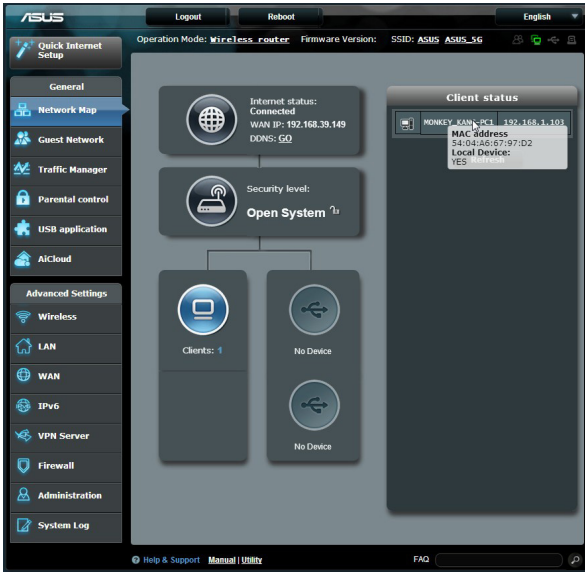 ASUS
Logout
Reboot
English
Quick Internet
Setup
Operation Mode: Wireless router Firmware Version: SSID: ASUS ASUS_5G
General
Network Map
Guest Network
Traffic Manager
Parental control
USB application
AiCloud
Advanced Settings
Wireless
LAN
WAN
IPv6
VPN Server
Firewall
Administration
System Log
Internet status:
Connected
WAN IP: 192.168.39.149
DDNS: GO
Security level:
Open System
Clients: 1
No Device
No Device
Client status
192.168.1.103
MAC address
54:04:A6:67:97:D2
Local Device:
YES
Refresh
Help & Support Manual | Utility
FAQ